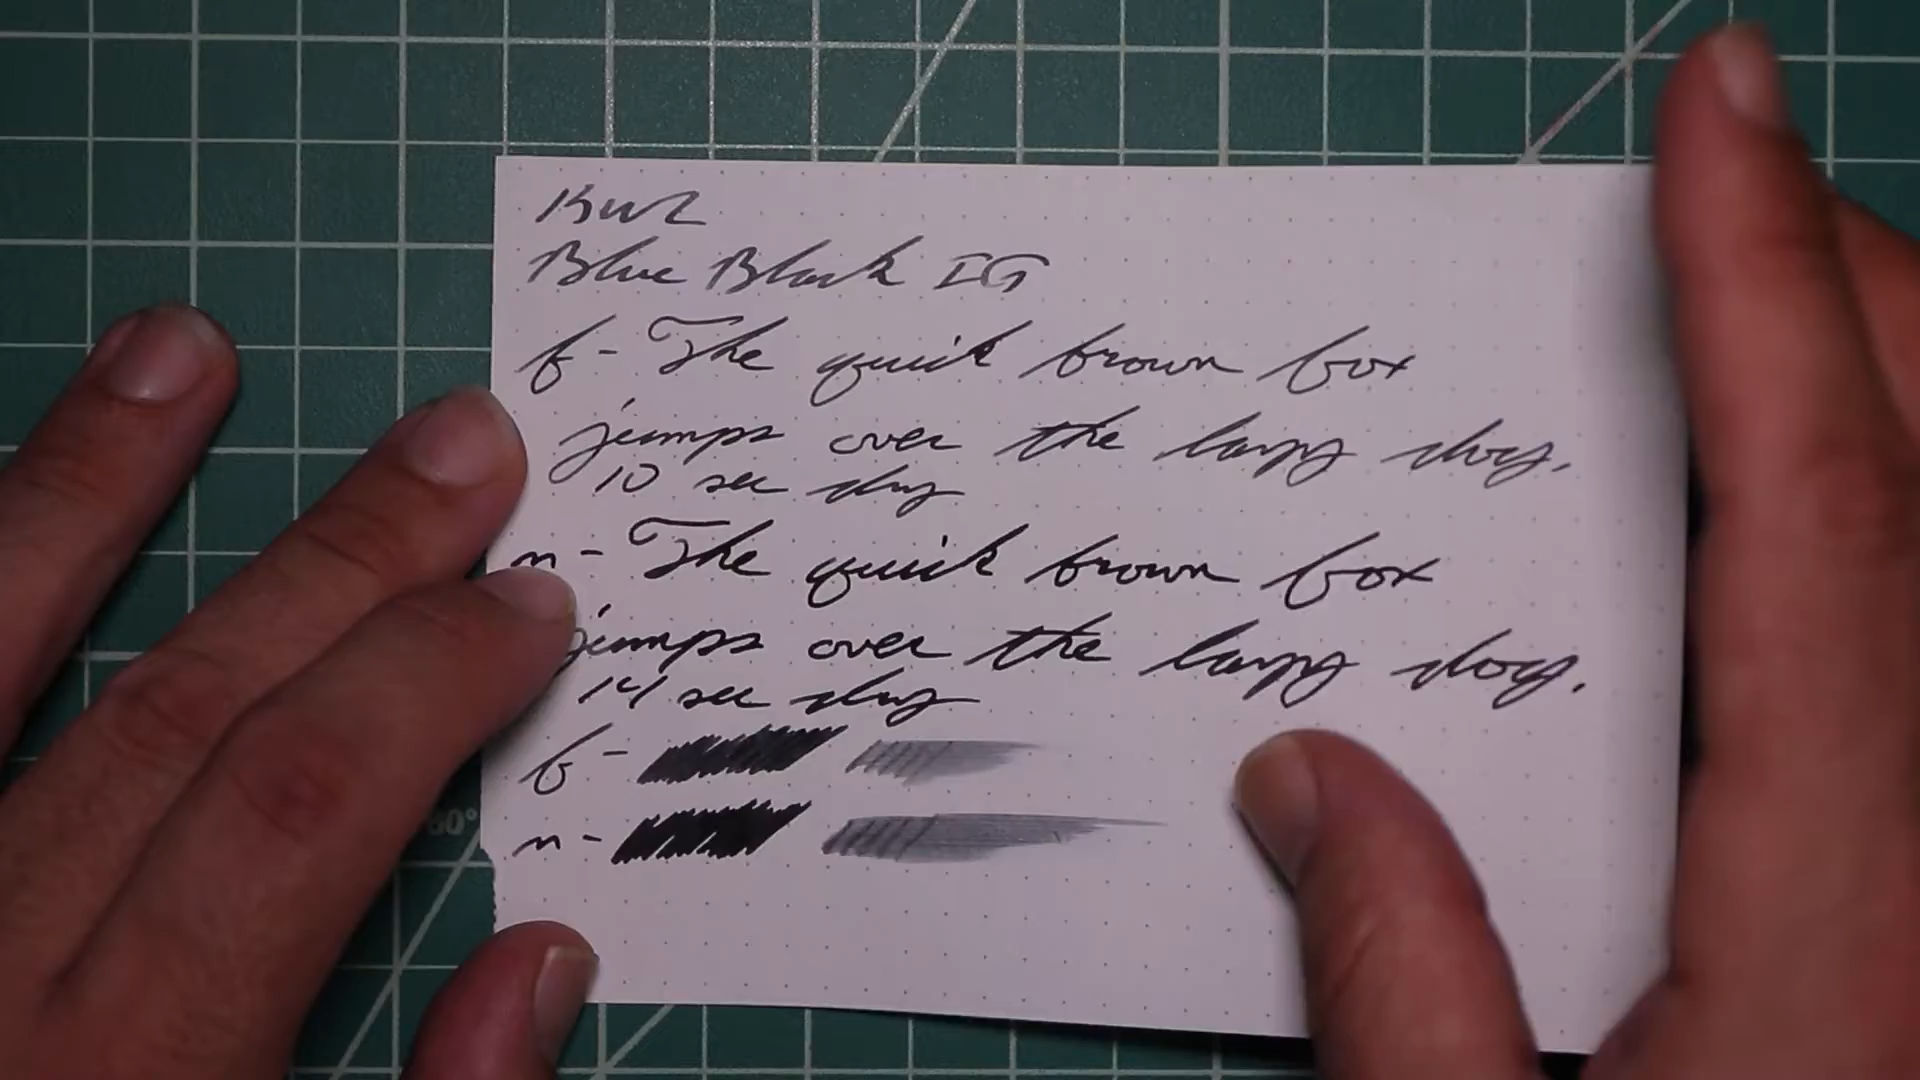 KWZ
Blue Black IG
f - The quick brown fox
jumps over the lazy dog.
10 sec dry
m - The quick brown fox
jumps over the lazy dog.
14 sec dry
f -
m -
60°